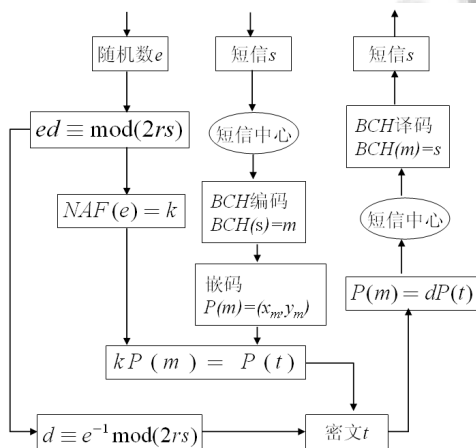 随机数e
短信s
短信s
ed ≡ mod(2rs)
短信中心
BCH译码
BCH(m)=s
NAF(e) = k
BCH编码
BCH(s)=m
短信中心
嵌码
P(m)=(xₘ,yₘ)
P(m) = dP(t)
kP(m) = P(t)
d ≡ e⁻¹ mod(2rs)
密文t